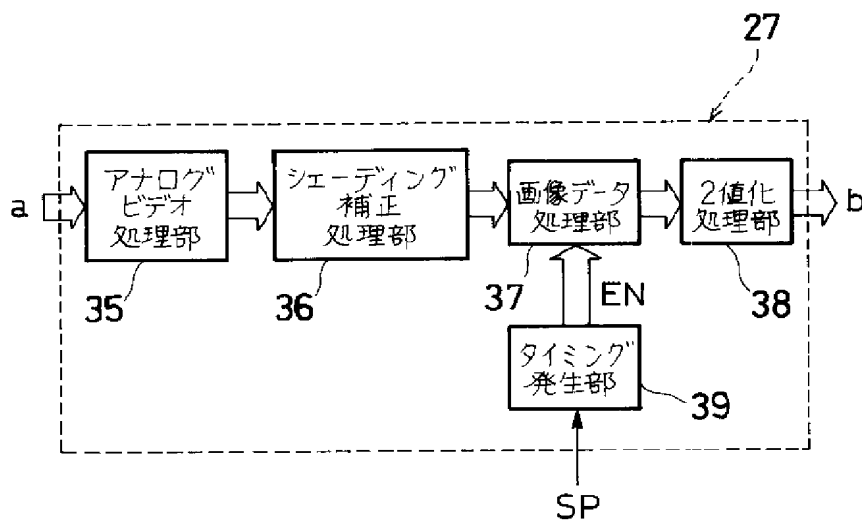 27
a
アナログ
ビデオ
処理部
35
シェーディング
補正
処理部
36
画像データ
処理部
37
2値化
処理部
38
b
EN
タイミング
発生部
39
SP